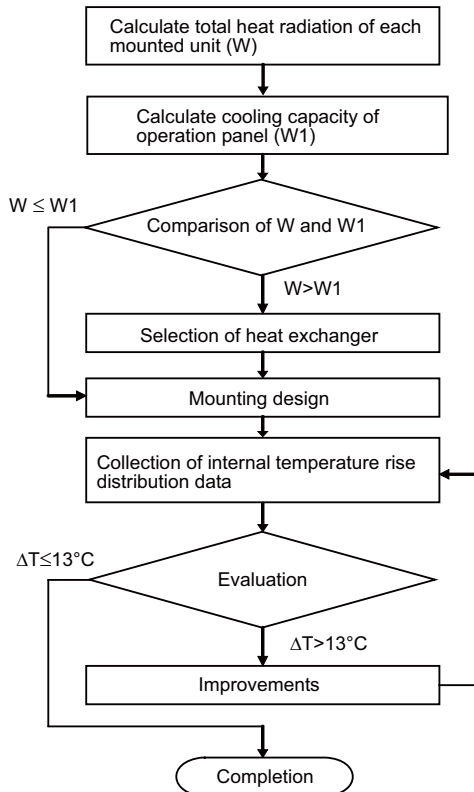 Calculate total heat radiation of each
mounted unit (W)
Calculate cooling capacity of
operation panel (W1)
W ≤ W1
Comparison of W and W1
W>W1
Selection of heat exchanger
Mounting design
Collection of internal temperature rise
distribution data
ΔT≤13°C
Evaluation
ΔT>13°C
Improvements
Completion